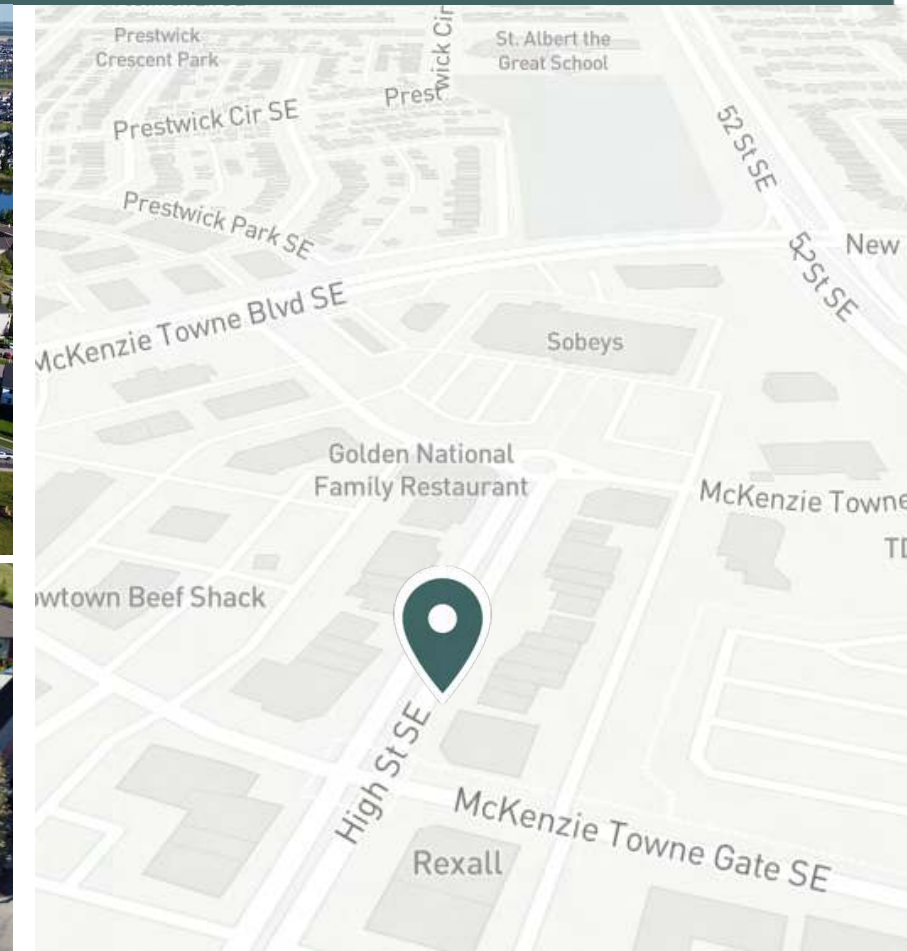 Prestwick
Crescent Park
St. Albert the
Great School
wick Cir
Prest
Prestwick Cir SE
52 St SE
Prestwick Park SE
52 St SE
New
McKenzie Towne Blvd SE
Sobeys
Golden National
Family Restaurant
McKenzie Towne
TD
owtown Beef Shack
High St SE
McKenzie Towne Gate SE
Rexall